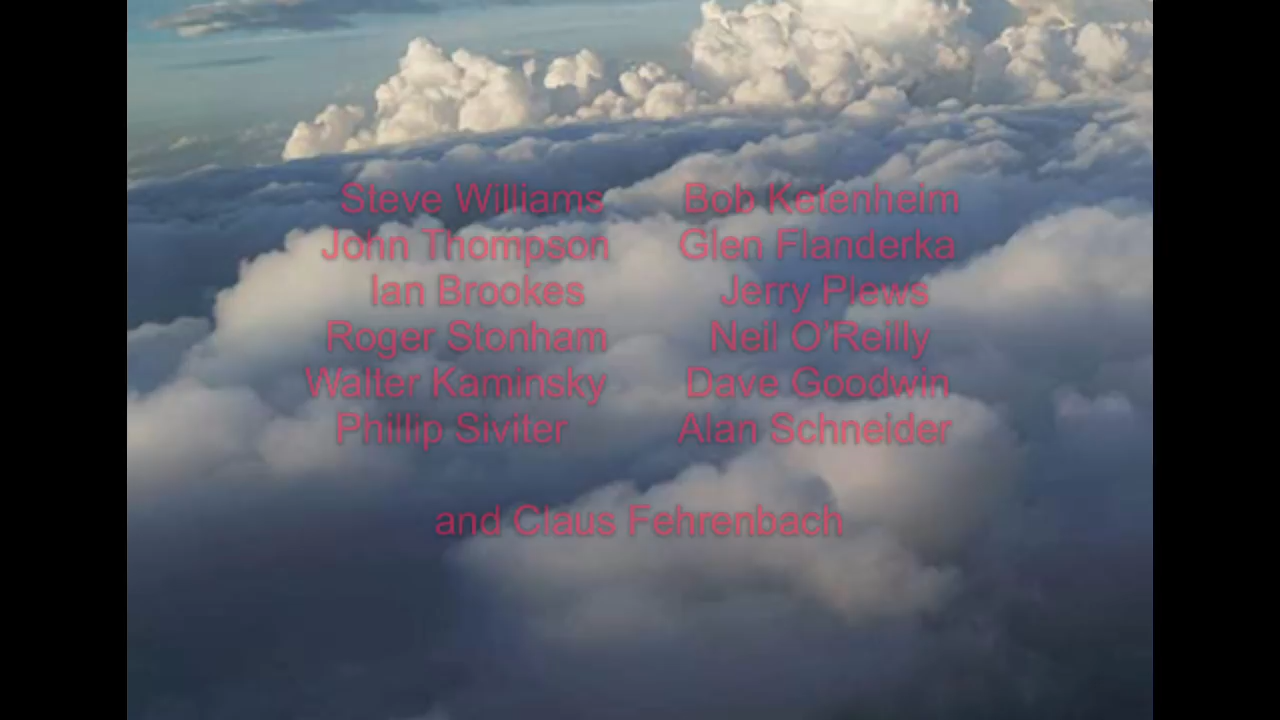 Steve Williams Bob Ketenheim
John Thompson Glen Flanderka
Ian Brookes Jerry Plews
Roger Stonham Neil O'Reilly
Walter Kaminsky Dave Goodwin
Phillip Siviter Alan Schneider
and Claus Fehrenbach